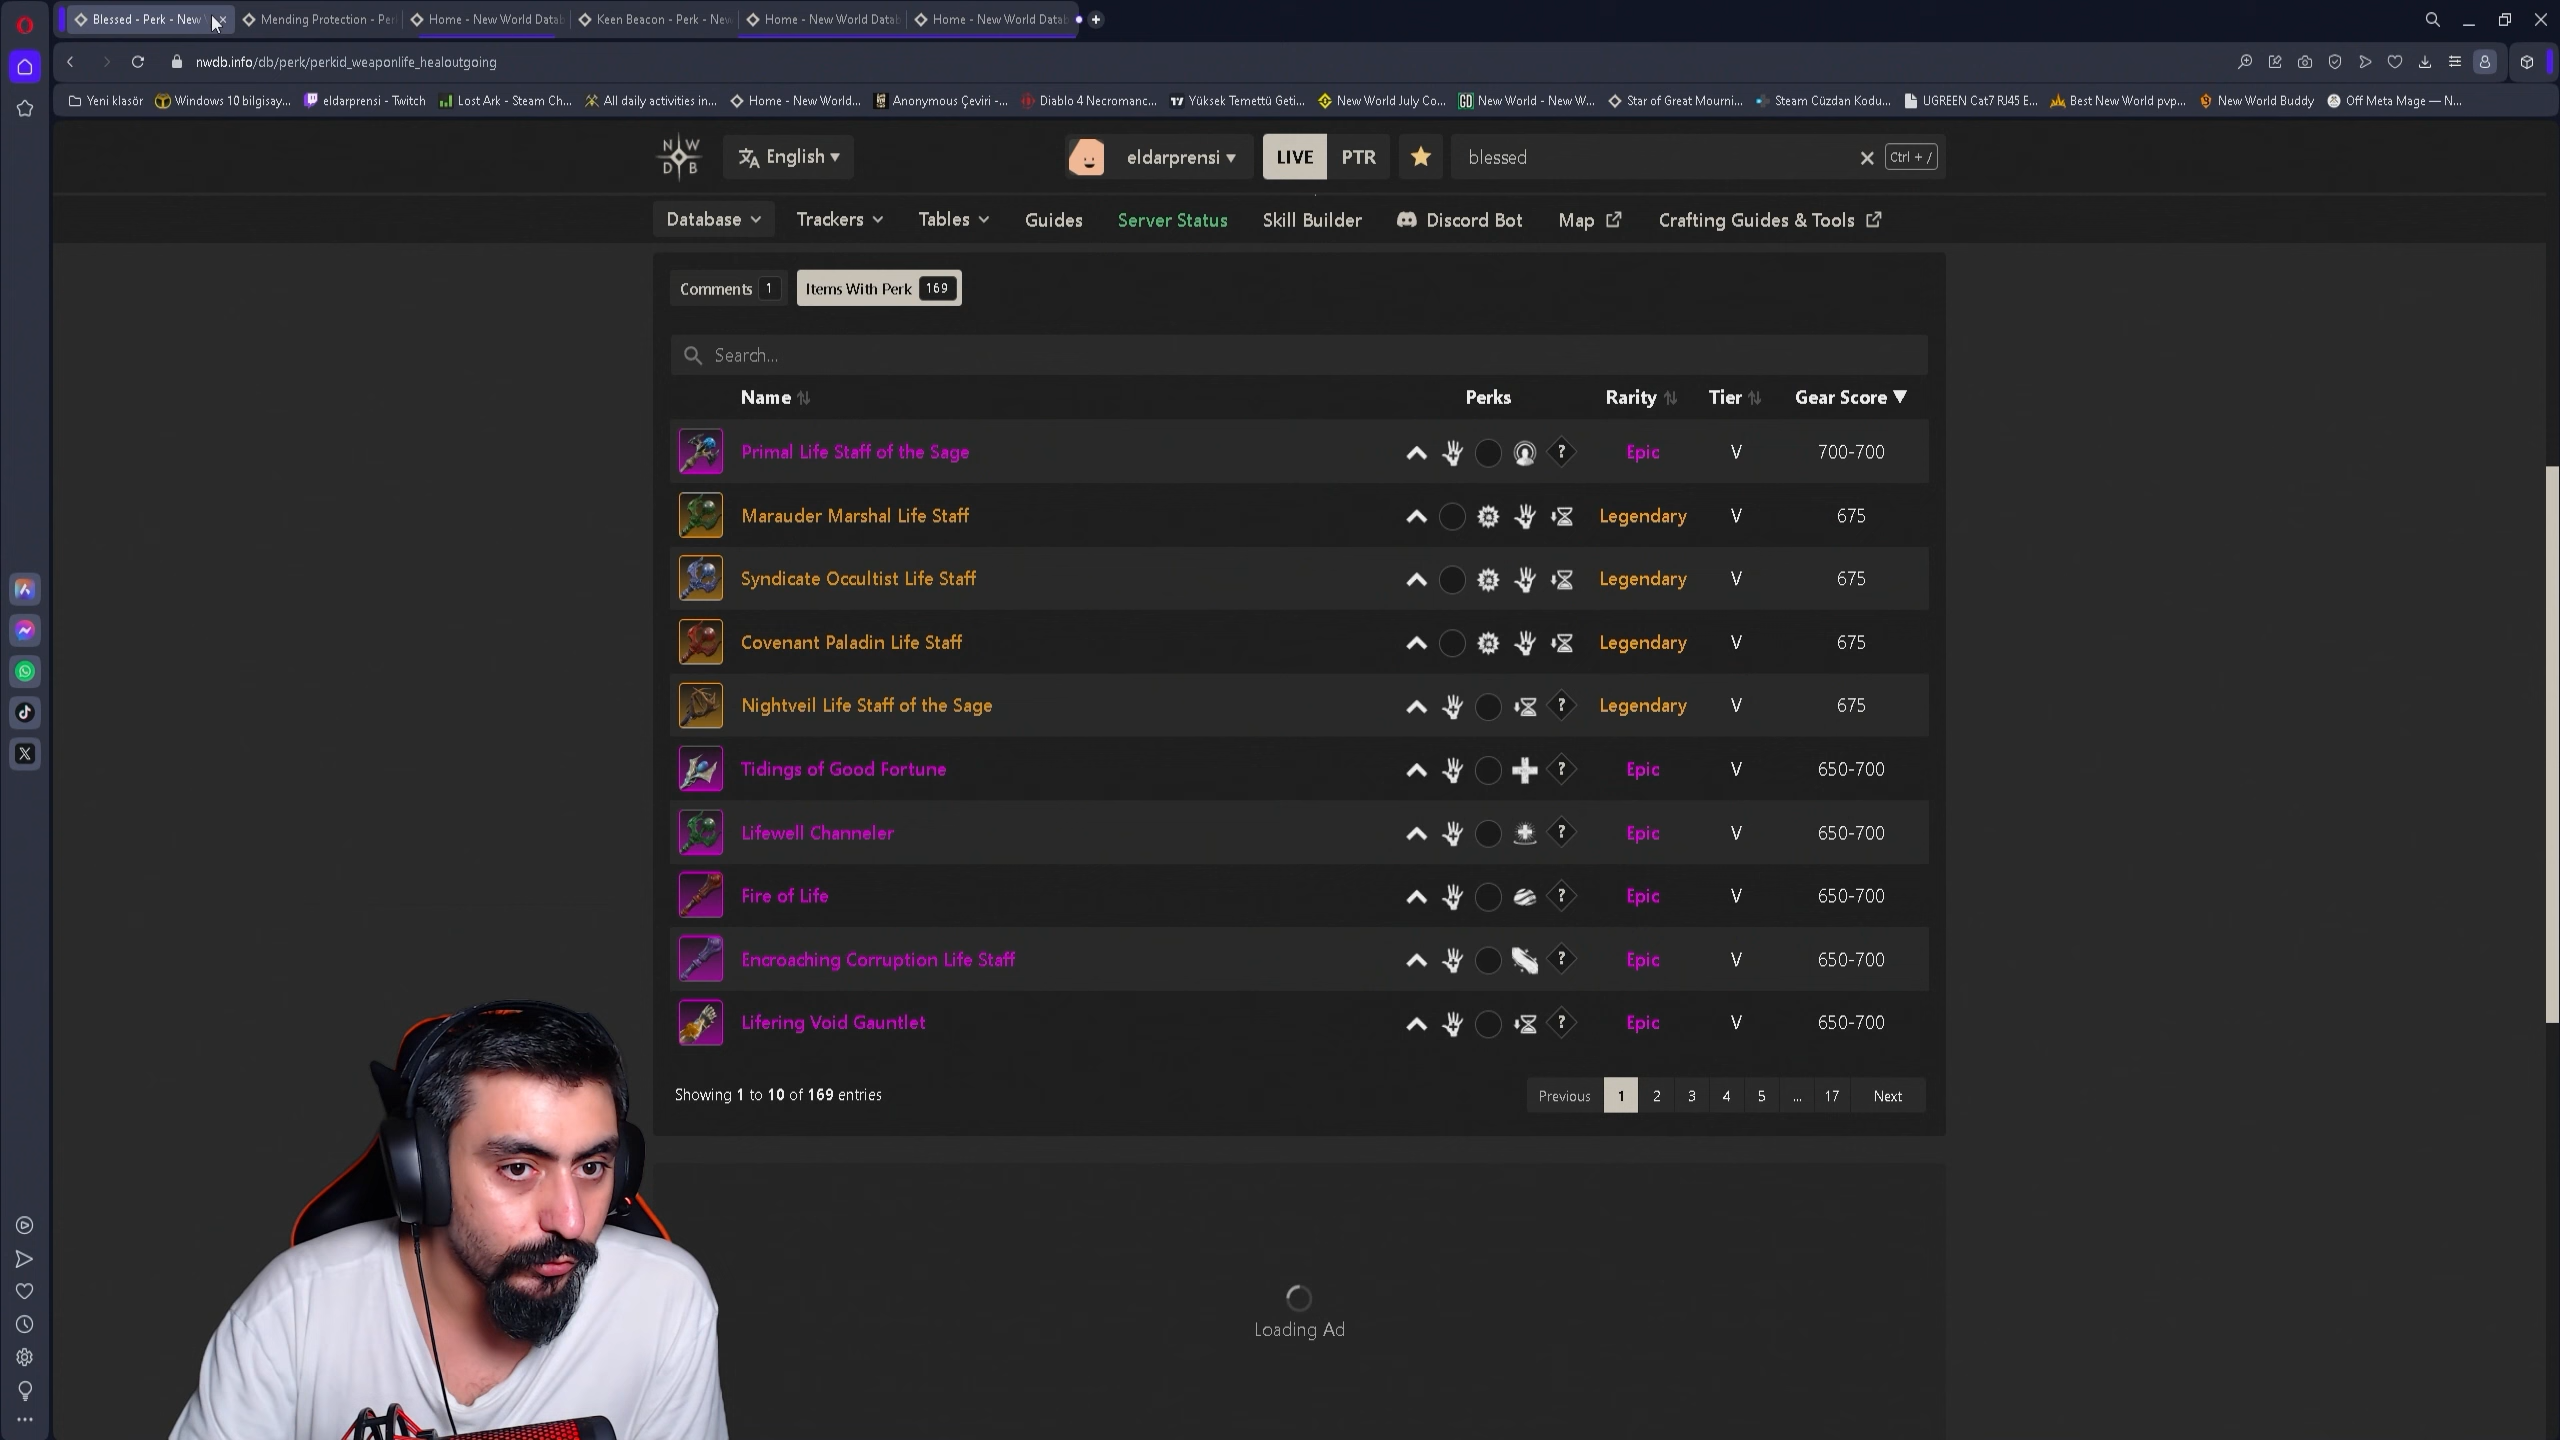 Blessed - Perk - New
Mending Protection - Per
Home - New World Datab
Keen Beacon - Perk - New
Home - New World Datab
Home - New World Datab
nwdb.info/db/perk/perkid_weaponlife_healoutgoing
Yeni klasör
Windows 10 bilgisay...
eldarprensi - Twitch
Lost Ark - Steam Ch...
All daily activities in...
Home - New World...
Anonymous Çeviri -...
Diablo 4 Necromanc...
Yüksek Temettü Geti...
New World July Co...
New World - New W...
Star of Great Mourni...
Steam Cüzdan Kodu...
UGREEN Cat7 RJ45 E...
Best New World pvp...
New World Buddy
Off Meta Mage — N...
N W
D B
English
eldarprensi
LIVE
PTR
blessed
Ctrl + /
Database
Trackers
Tables
Guides
Server Status
Skill Builder
Discord Bot
Map
Crafting Guides & Tools
Comments 1
Items With Perk 169
Search...
Name Perks Rarity Tier Gear Score
Primal Life Staff of the Sage ? Epic V 700-700
Marauder Marshal Life Staff Legendary V 675
Syndicate Occultist Life Staff Legendary V 675
Covenant Paladin Life Staff Legendary V 675
Nightveil Life Staff of the Sage ? Legendary V 675
Tidings of Good Fortune ? Epic V 650-700
Lifewell Channeler ? Epic V 650-700
Fire of Life ? Epic V 650-700
Encroaching Corruption Life Staff ? Epic V 650-700
Lifering Void Gauntlet ? Epic V 650-700
Showing 1 to 10 of 169 entries
Previous 1 2 3 4 5 ... 17 Next
Loading Ad